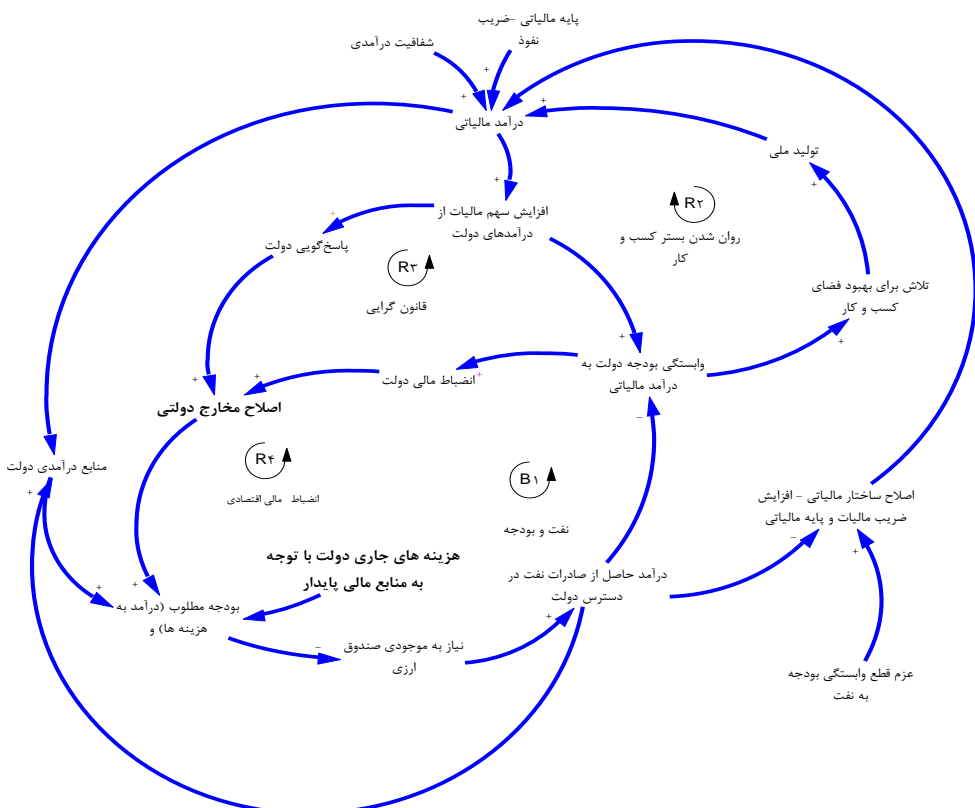 پایه مالیاتی -ضریب
نفوذ
شفافیت درآمدی
+
+
+
درآمد مالیاتی
تولید ملی
+
+
افزایش سهم مالیات از
درآمدهای دولت
R۲
روان شدن بستر کسب و
کار
+
پاسخ‌گویی دولت
R۳
قانون گرایی
تلاش برای بهبود فضای
کسب و کار
+
+
وابستگی بودجه دولت به
درآمد مالیاتی
+
انضباط مالی دولت
+
+
اصلاح مخارج دولتی
-
منابع درآمدی دولت
+
R۴
انضباط مالی اقتصادی
B۱
نفت و بودجه
اصلاح ساختار مالیاتی - افزایش
ضریب مالیات و پایه مالیاتی
-
+
هزینه های جاری دولت با توجه
به منابع مالی پایدار
درآمد حاصل از صادرات نفت در
دسترس دولت
+
+
+
بودجه مطلوب (درآمد به
هزینه ها) و
-
نیاز به موجودی صندوق
ارزی
عزم قطع وابستگی بودجه
به نفت